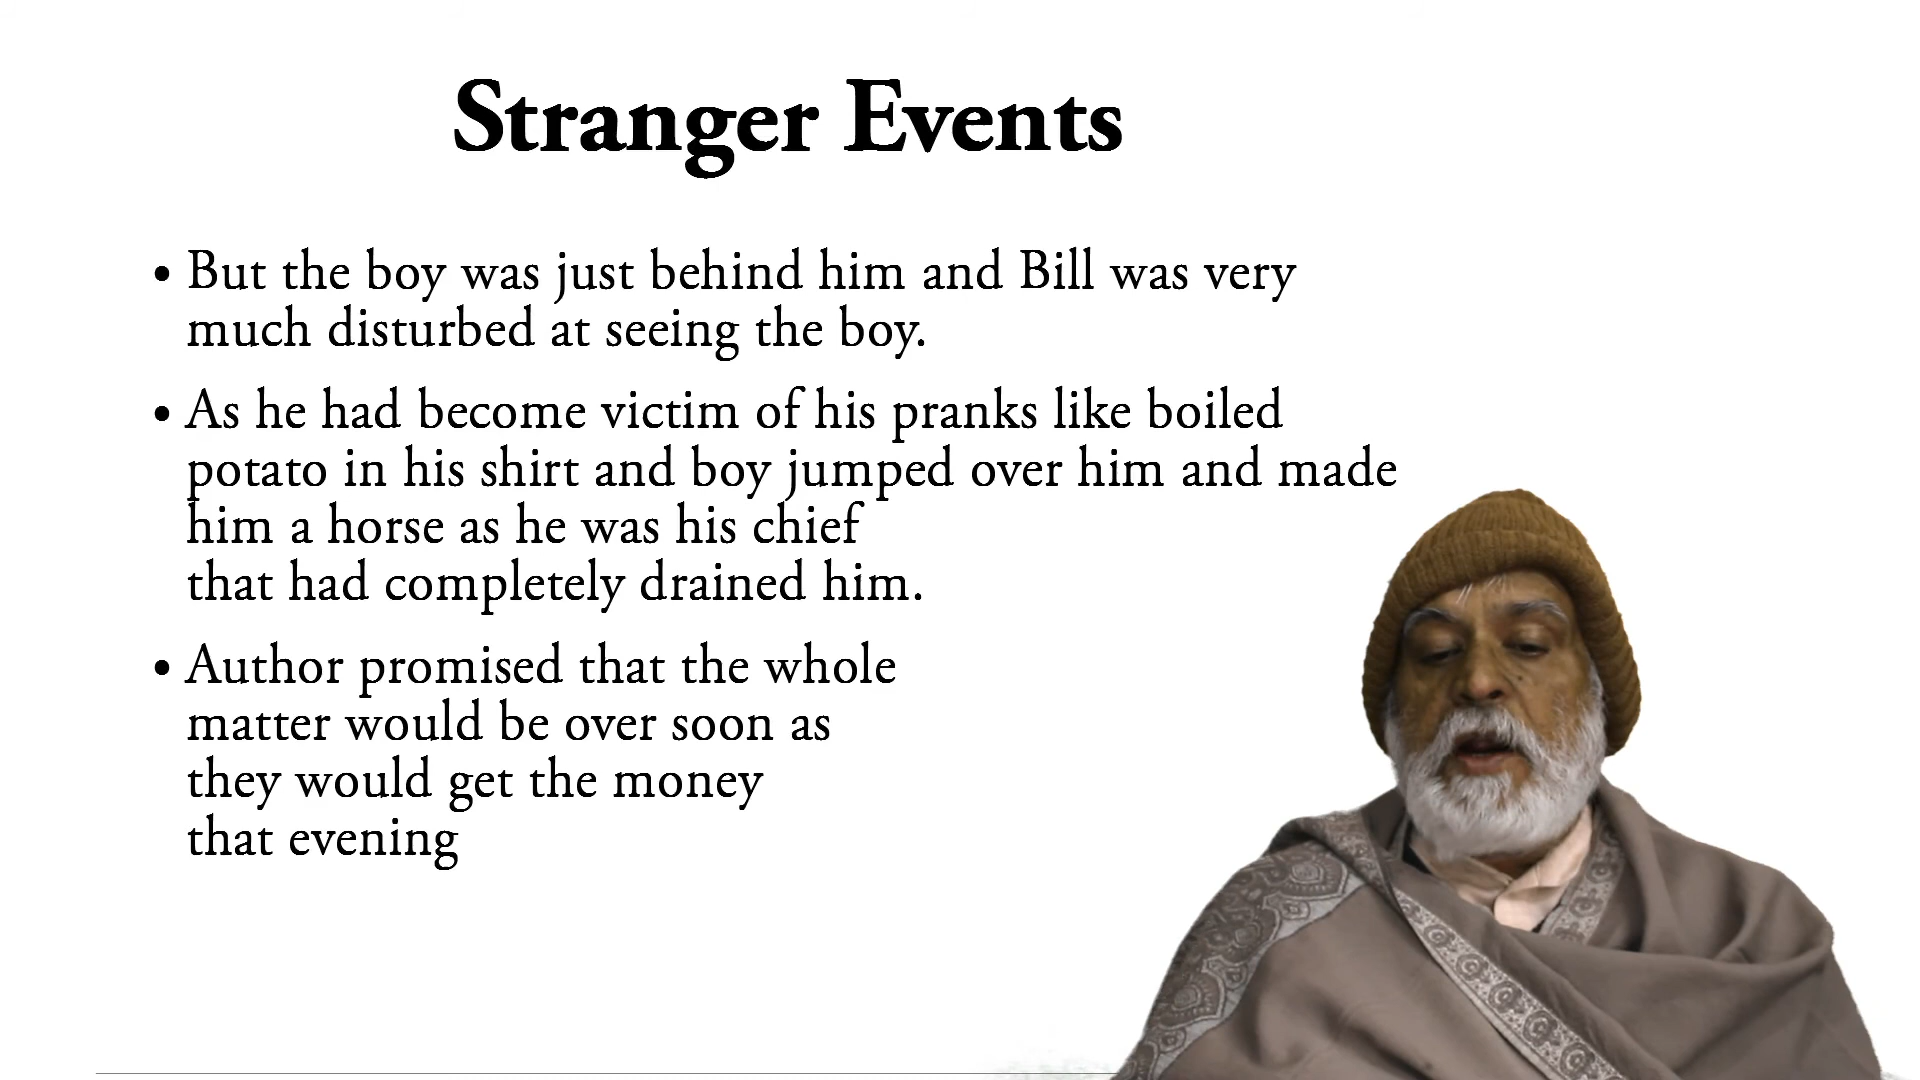 Stranger Events
• But the boy was just behind him and Bill was very
much disturbed at seeing the boy.
• As he had become victim of his pranks like boiled
potato in his shirt and boy jumped over him and made
him a horse as he was his chief
that had completely drained him.
• Author promised that the whole
matter would be over soon as
they would get the money
that evening